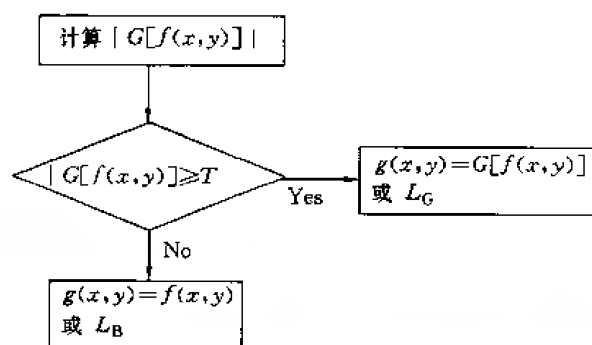 计算 | G[f(x,y)] |
| G[f(x,y)]≥T
Yes
g(x,y)=G[f(x,y)]
或 L_G
No
g(x,y)=f(x,y)
或 L_B